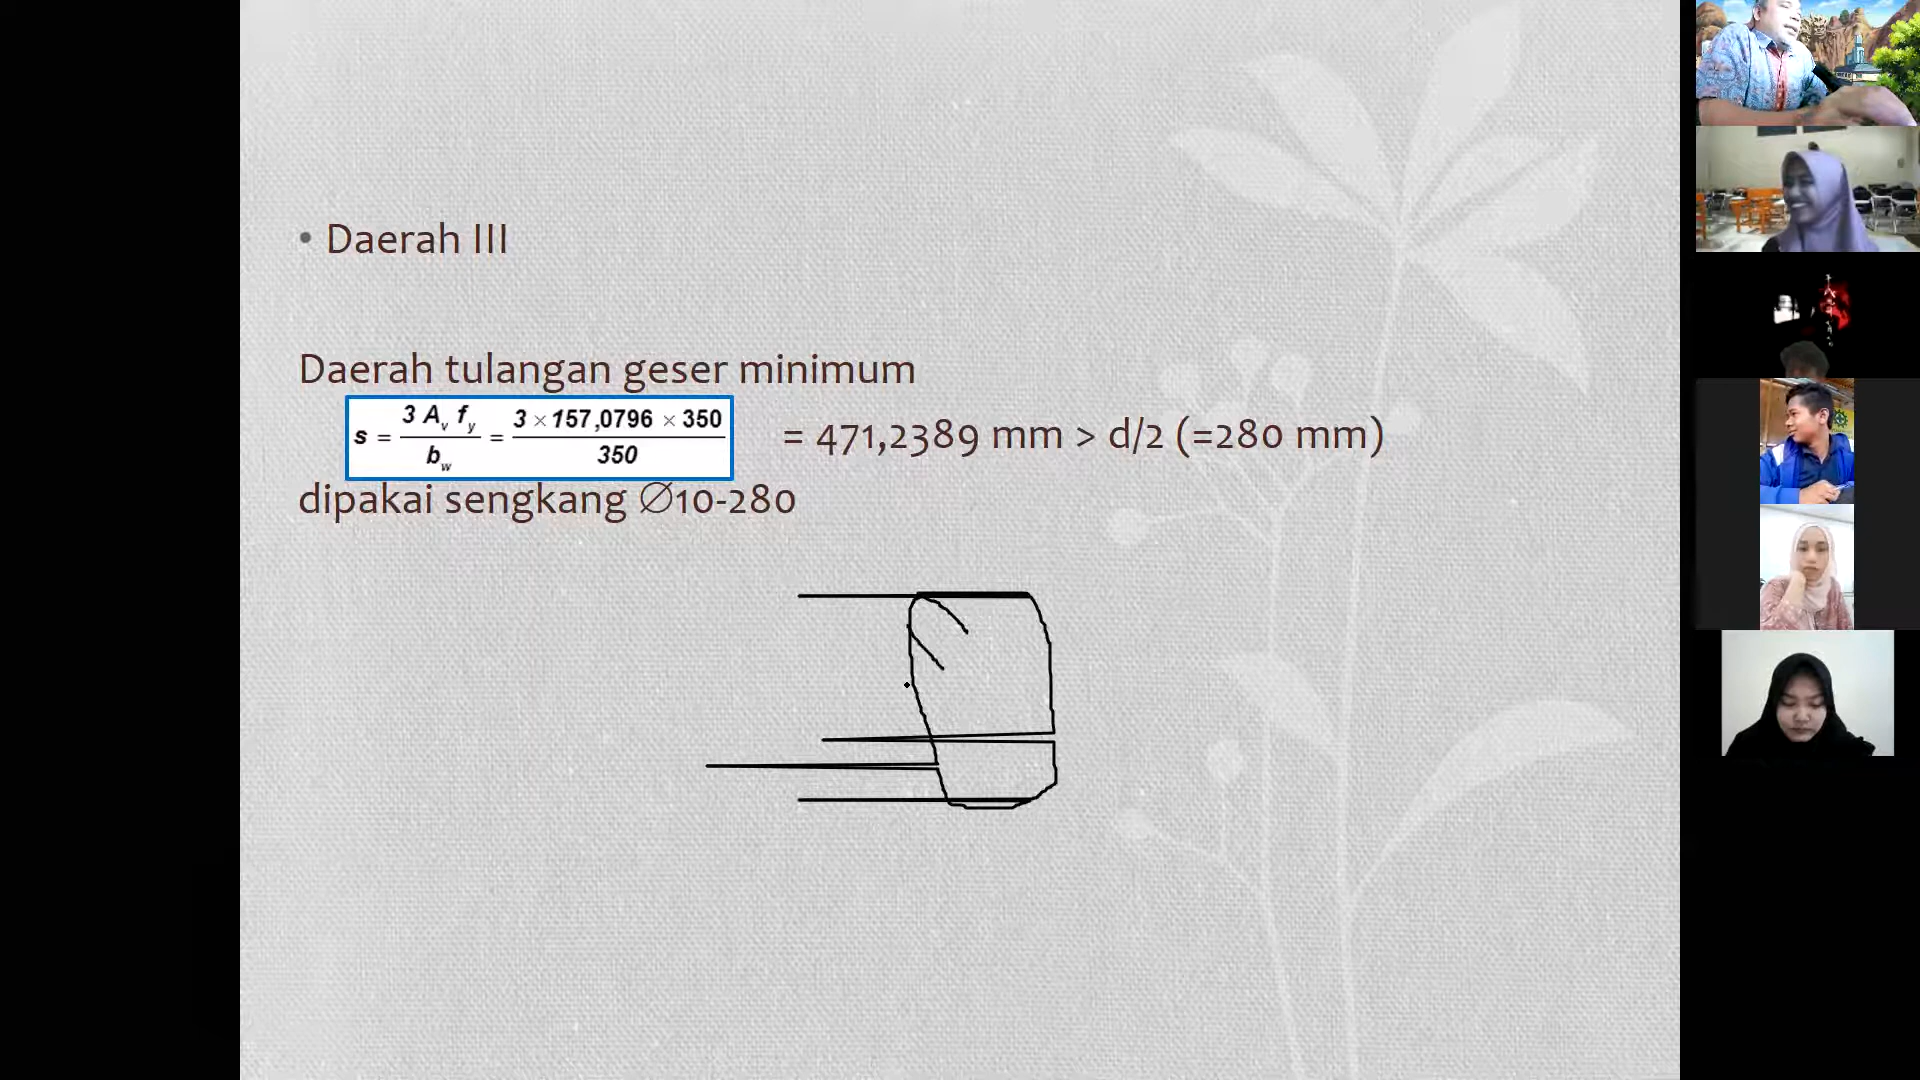 • Daerah III
Daerah tulangan geser minimum
s = 3 A_v f_y / b_w = 3 × 157,0796 × 350 / 350 = 471,2389 mm > d/2 (=280 mm)
dipakai sengkang ∅10-280